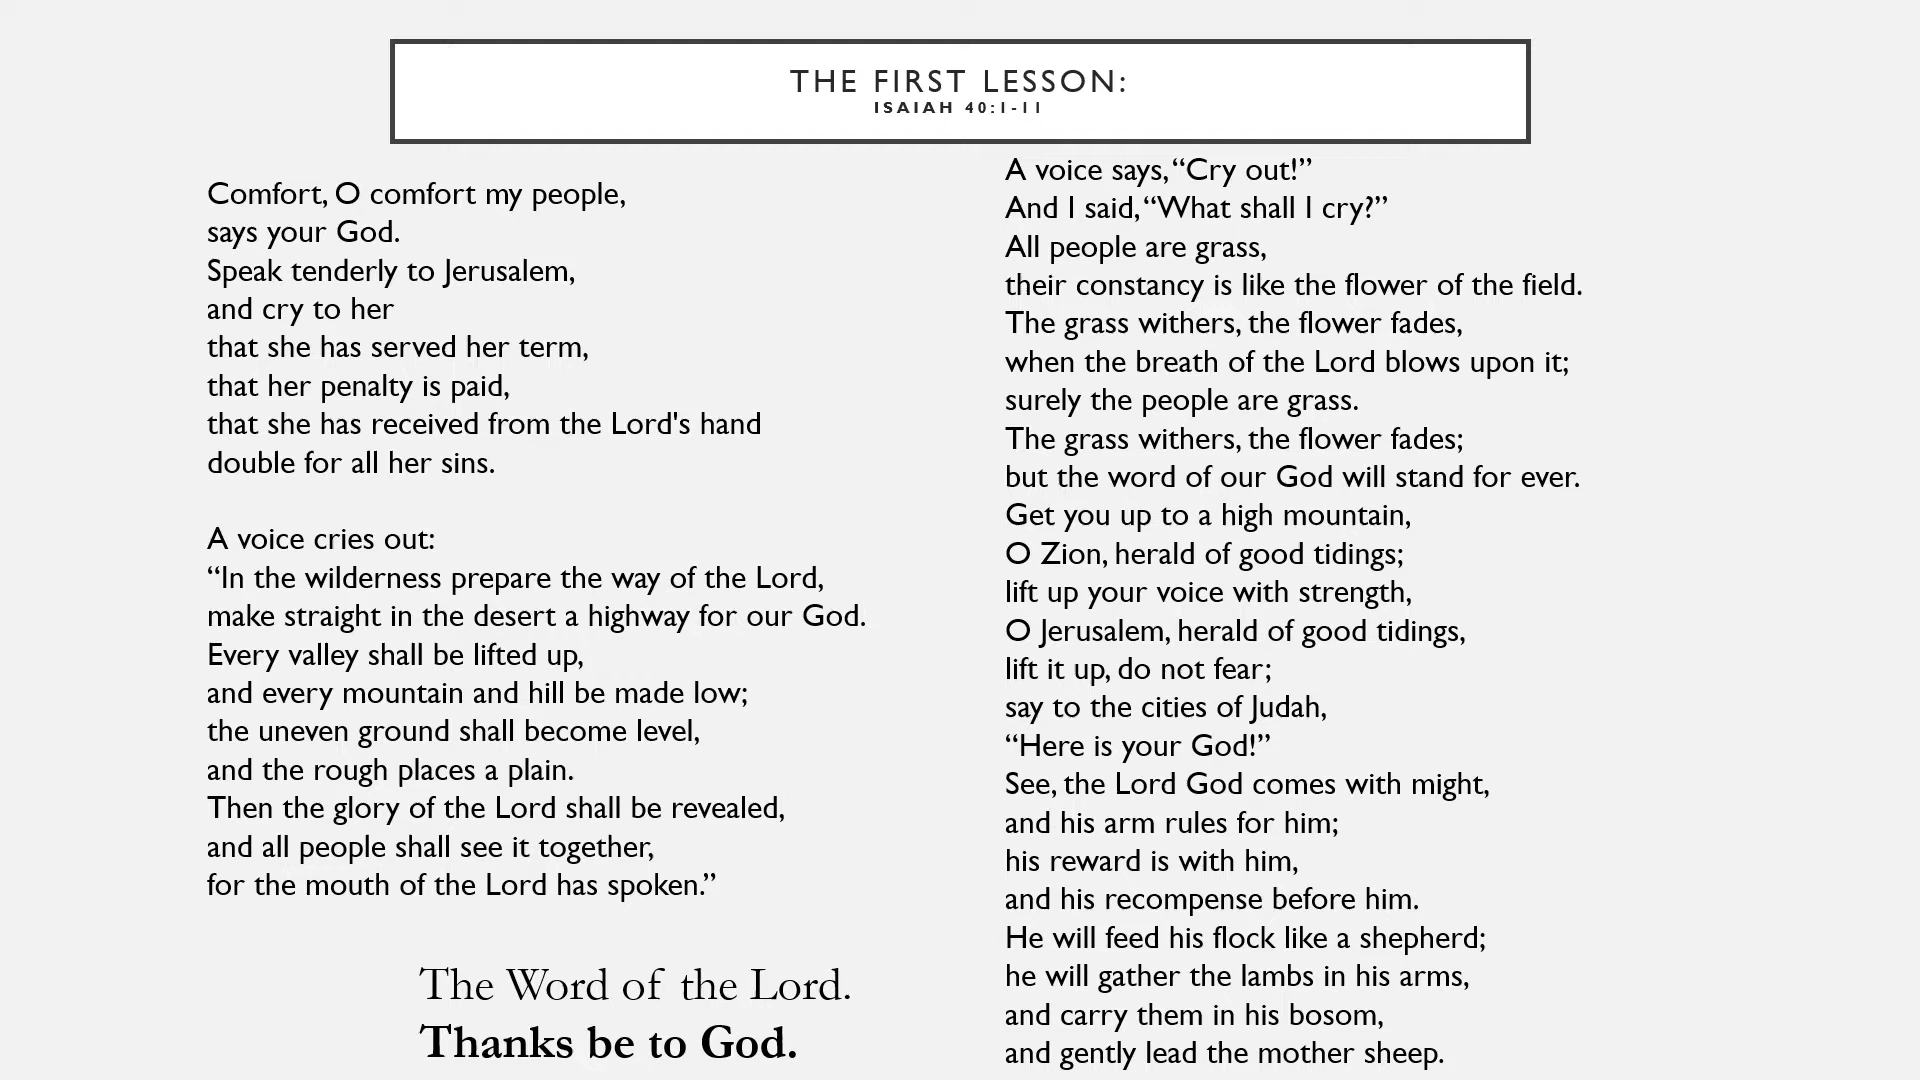 THE FIRST LESSON:
ISAIAH 40:1-11
Comfort, O comfort my people,
says your God.
Speak tenderly to Jerusalem,
and cry to her
that she has served her term,
that her penalty is paid,
that she has received from the Lord's hand
double for all her sins.
A voice cries out:
“In the wilderness prepare the way of the Lord,
make straight in the desert a highway for our God.
Every valley shall be lifted up,
and every mountain and hill be made low;
the uneven ground shall become level,
and the rough places a plain.
Then the glory of the Lord shall be revealed,
and all people shall see it together,
for the mouth of the Lord has spoken.”
A voice says, “Cry out!”
And I said, “What shall I cry?”
All people are grass,
their constancy is like the flower of the field.
The grass withers, the flower fades,
when the breath of the Lord blows upon it;
surely the people are grass.
The grass withers, the flower fades;
but the word of our God will stand for ever.
Get you up to a high mountain,
O Zion, herald of good tidings;
lift up your voice with strength,
O Jerusalem, herald of good tidings,
lift it up, do not fear;
say to the cities of Judah,
“Here is your God!”
See, the Lord God comes with might,
and his arm rules for him;
his reward is with him,
and his recompense before him.
He will feed his flock like a shepherd;
he will gather the lambs in his arms,
and carry them in his bosom,
and gently lead the mother sheep.
The Word of the Lord.
Thanks be to God.